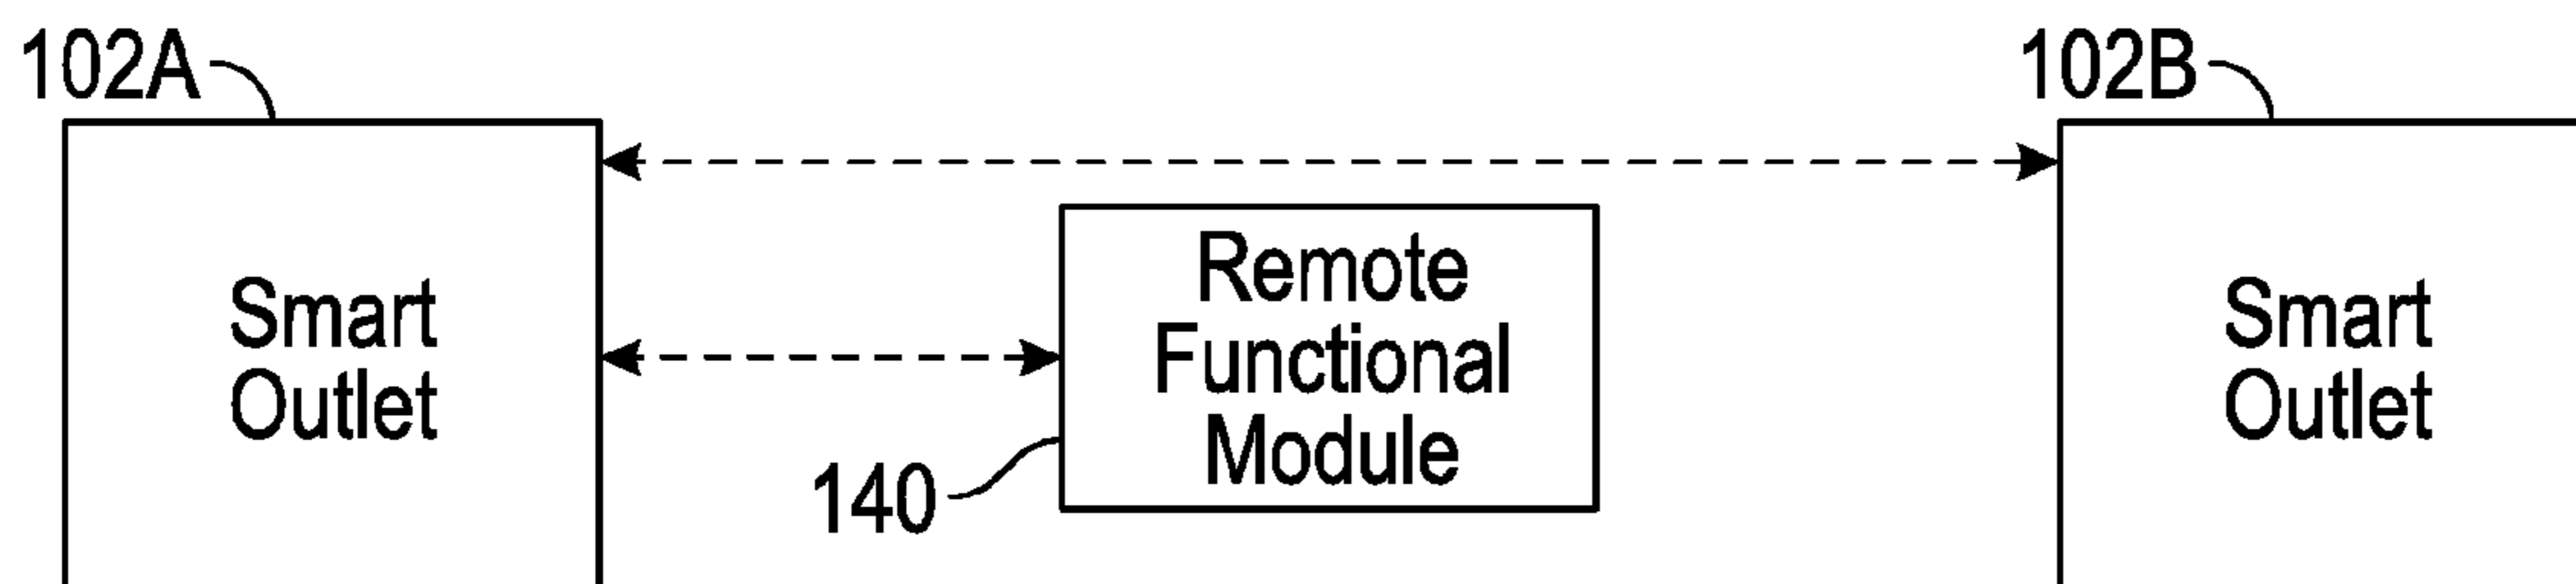 102A
102B
Smart
Outlet
Remote
Functional
Module
140
Smart
Outlet